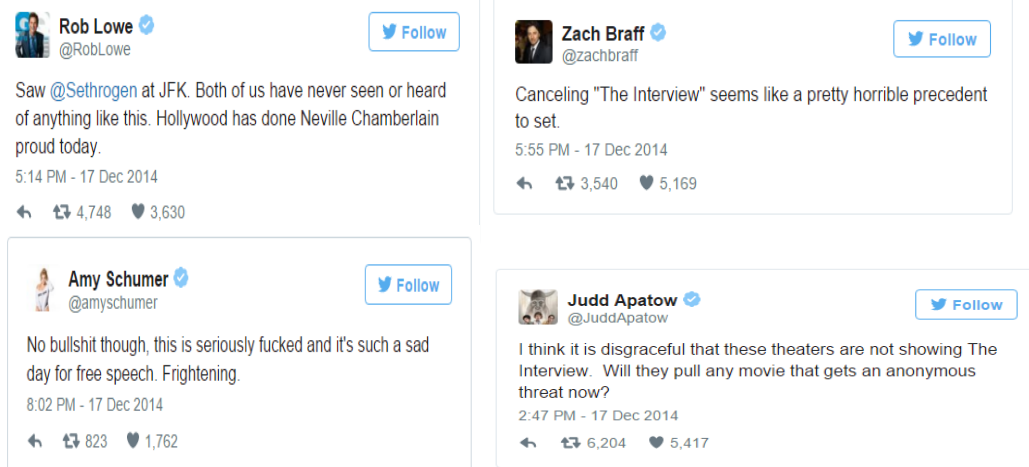 Rob Lowe
@RobLowe
Follow
Saw @Sethrogen at JFK. Both of us have never seen or heard
of anything like this. Hollywood has done Neville Chamberlain
proud today.
5:14 PM - 17 Dec 2014
4,748 3,630
Zach Braff
@zachbraff
Follow
Canceling "The Interview" seems like a pretty horrible precedent
to set.
5:55 PM - 17 Dec 2014
3,540 5,169
Amy Schumer
@amyschumer
Follow
No bullshit though, this is seriously fucked and it's such a sad
day for free speech. Frightening.
8:02 PM - 17 Dec 2014
823 1,762
Judd Apatow
@JuddApatow
Follow
I think it is disgraceful that these theaters are not showing The
Interview. Will they pull any movie that gets an anonymous
threat now?
2:47 PM - 17 Dec 2014
6,204 5,417